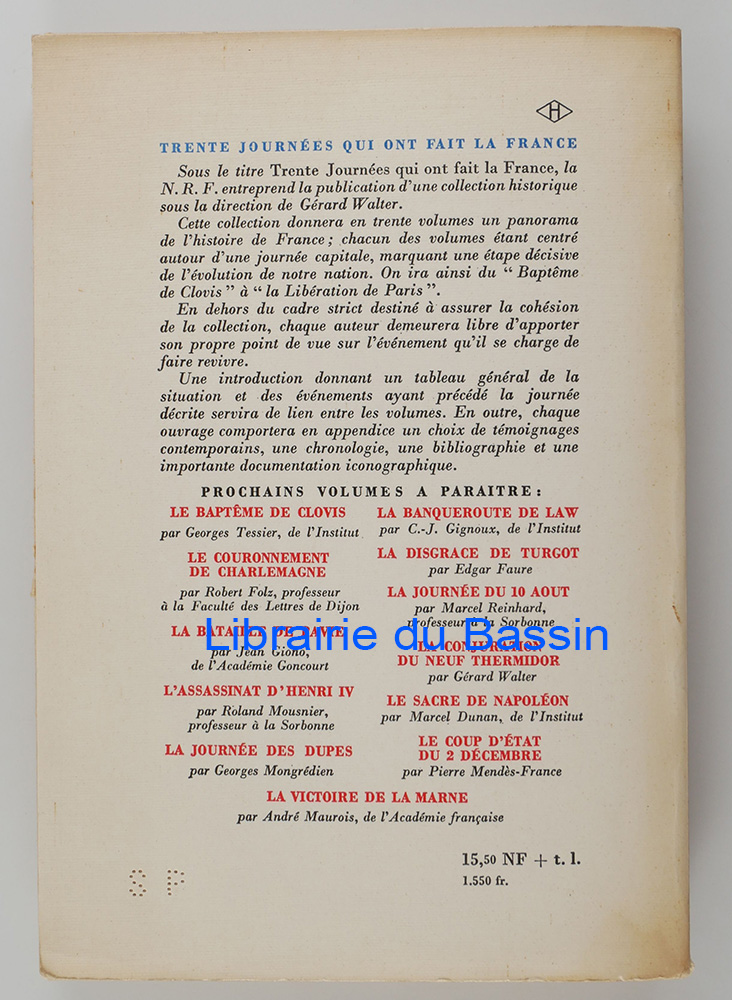 H
TRENTE JOURNÉES QUI ONT FAIT LA FRANCE
Sous le titre Trente Journées qui ont fait la France, la
N. R. F. entreprend la publication d'une collection historique
sous la direction de Gérard Walter.
Cette collection donnera en trente volumes un panorama
de l'histoire de France ; chacun des volumes étant centré
autour d'une journée capitale, marquant une étape décisive
de l'évolution de notre nation. On ira ainsi du “ Baptême
de Clovis ” à “ la Libération de Paris ”.
En dehors du cadre strict destiné à assurer la cohésion
de la collection, chaque auteur demeurera libre d'apporter
son propre point de vue sur l'événement qu'il se charge de
faire revivre.
Une introduction donnant un tableau général de la
situation et des événements ayant précédé la journée
décrite servira de lien entre les volumes. En outre, chaque
ouvrage comportera en appendice un choix de témoignages
contemporains, une chronologie, une bibliographie et une
importante documentation iconographique.
PROCHAINS VOLUMES A PARAITRE :
LE BAPTÊME DE CLOVIS
par Georges Tessier, de l'Institut
LE COURONNEMENT
DE CHARLEMAGNE
par Robert Folz, professeur
à la Faculté des Lettres de Dijon
LA BATAILLE DE PAVIE
par Jean Giono,
de l'Académie Goncourt
L'ASSASSINAT D'HENRI IV
par Roland Mousnier,
professeur à la Sorbonne
LA JOURNÉE DES DUPES
par Georges Mongrédien
LA BANQUEROUTE DE LAW
par C.-J. Gignoux, de l'Institut
LA DISGRACE DE TURGOT
par Edgar Faure
LA JOURNÉE DU 10 AOUT
par Marcel Reinhard,
professeur à la Sorbonne
LA CONJURATION
DU NEUF THERMIDOR
par Gérard Walter
LE SACRE DE NAPOLÉON
par Marcel Dunan, de l'Institut
LE COUP D'ÉTAT
DU 2 DÉCEMBRE
par Pierre Mendès-France
LA VICTOIRE DE LA MARNE
par André Maurois, de l'Académie française
15,50 NF + t. l.
1.550 fr.
S P
Librairie du Bassin